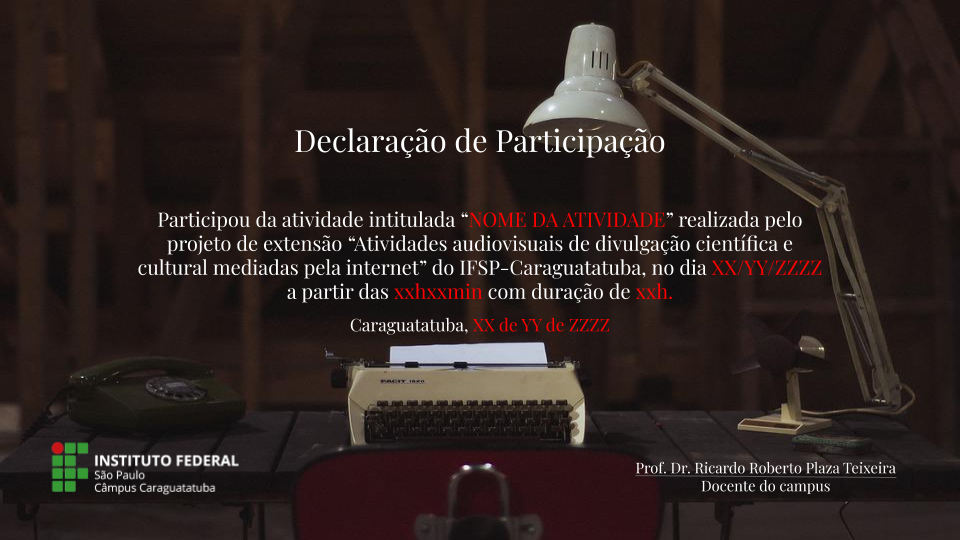 Declaração de Participação
Participou da atividade intitulada “NOME DA ATIVIDADE” realizada pelo
projeto de extensão “Atividades audiovisuais de divulgação científica e
cultural mediadas pela internet” do IFSP-Caraguatatuba, no dia XX/YY/ZZZZ
a partir das xxhxxmin com duração de xxh.
Caraguatatuba, XX de YY de ZZZZ
FACIT 1620
INSTITUTO FEDERAL
São Paulo
Câmpus Caraguatatuba
Prof. Dr. Ricardo Roberto Plaza Teixeira
Docente do campus